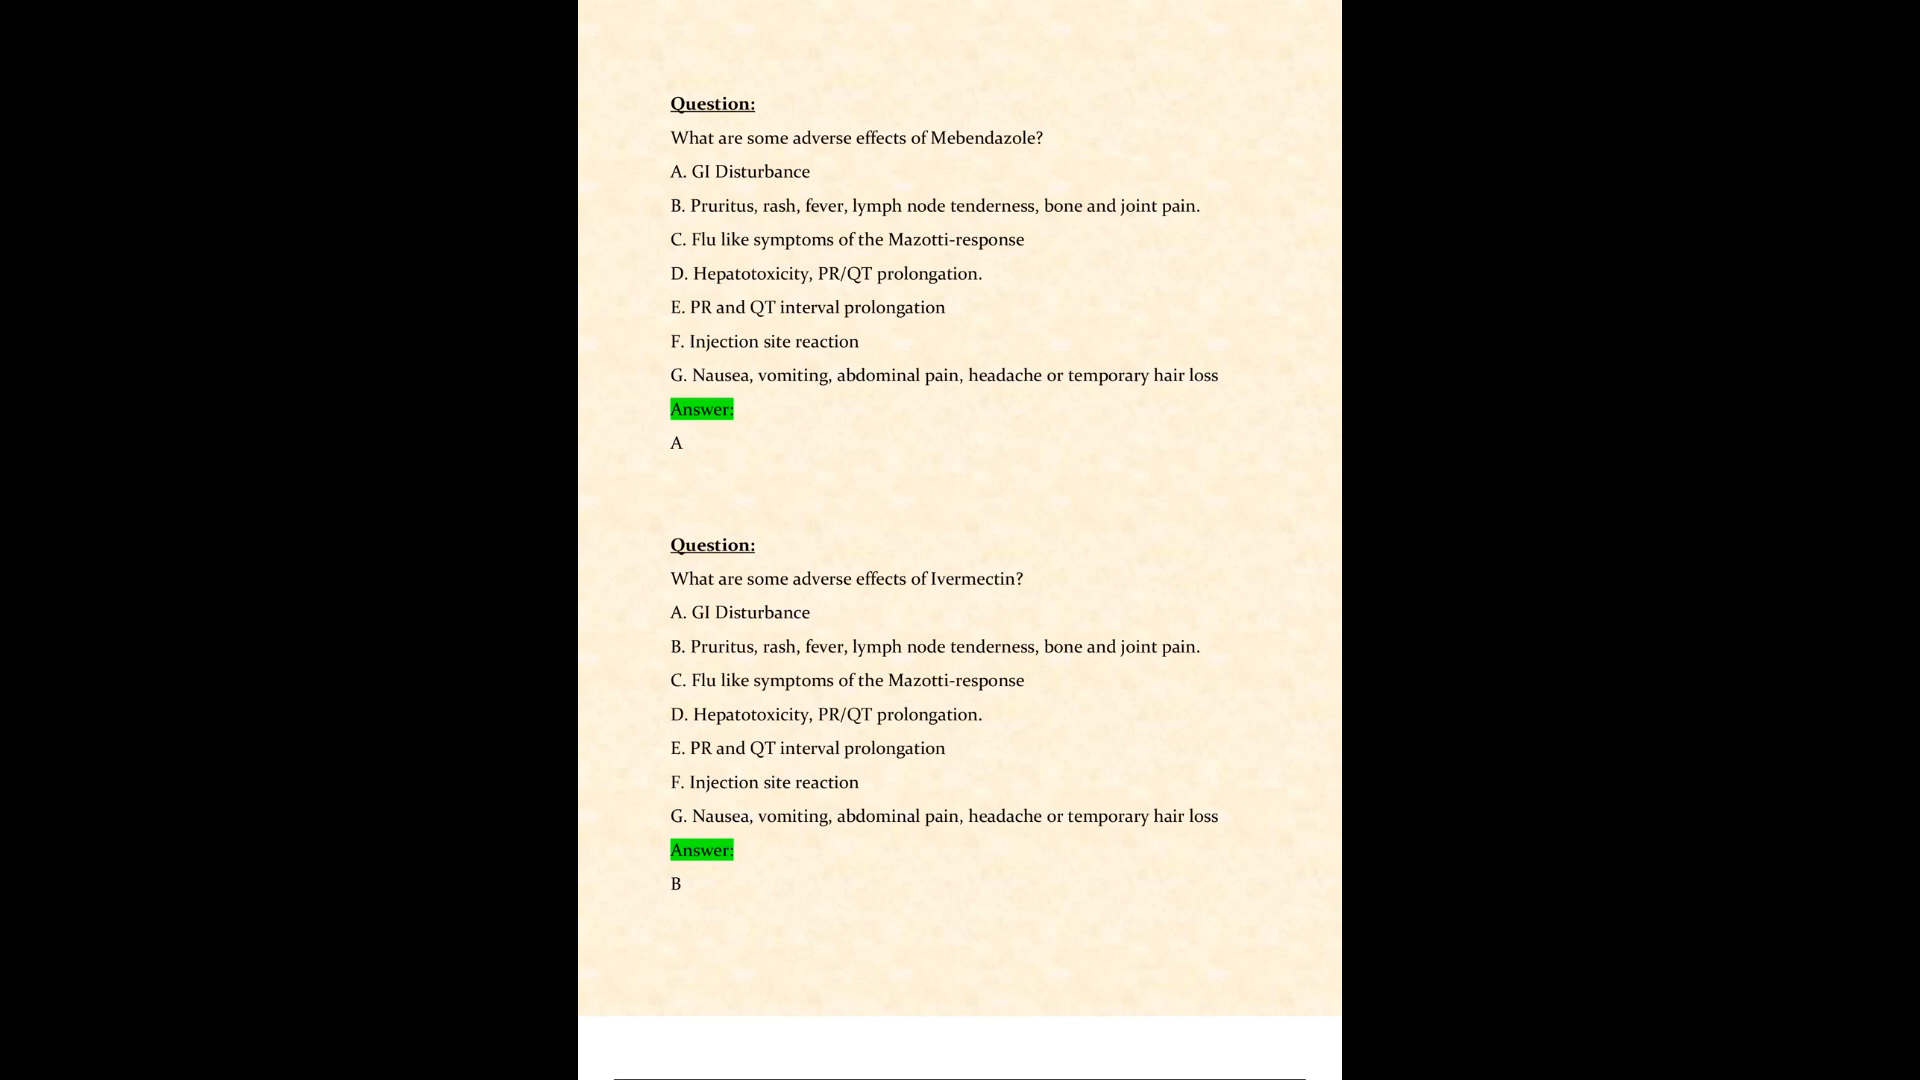 Question:
What are some adverse effects of Mebendazole?
A. GI Disturbance
B. Pruritus, rash, fever, lymph node tenderness, bone and joint pain.
C. Flu like symptoms of the Mazotti-response
D. Hepatotoxicity, PR/QT prolongation.
E. PR and QT interval prolongation
F. Injection site reaction
G. Nausea, vomiting, abdominal pain, headache or temporary hair loss
Answer:
A
Question:
What are some adverse effects of Ivermectin?
A. GI Disturbance
B. Pruritus, rash, fever, lymph node tenderness, bone and joint pain.
C. Flu like symptoms of the Mazotti-response
D. Hepatotoxicity, PR/QT prolongation.
E. PR and QT interval prolongation
F. Injection site reaction
G. Nausea, vomiting, abdominal pain, headache or temporary hair loss
Answer:
B